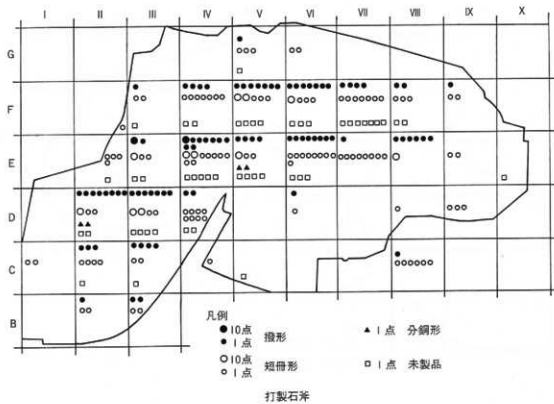 I II III IV V VI VII VIII IX X
G
F
E
D
C
B
凡例
10点
1点 撥形
10点
1点 短冊形
1点 分銅形
1点 未製品
打製石斧